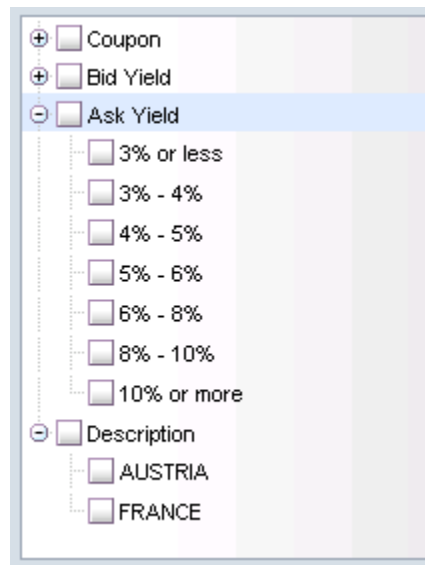 Coupon
Bid Yield
Ask Yield
3% or less
3% - 4%
4% - 5%
5% - 6%
6% - 8%
8% - 10%
10% or more
Description
AUSTRIA
FRANCE